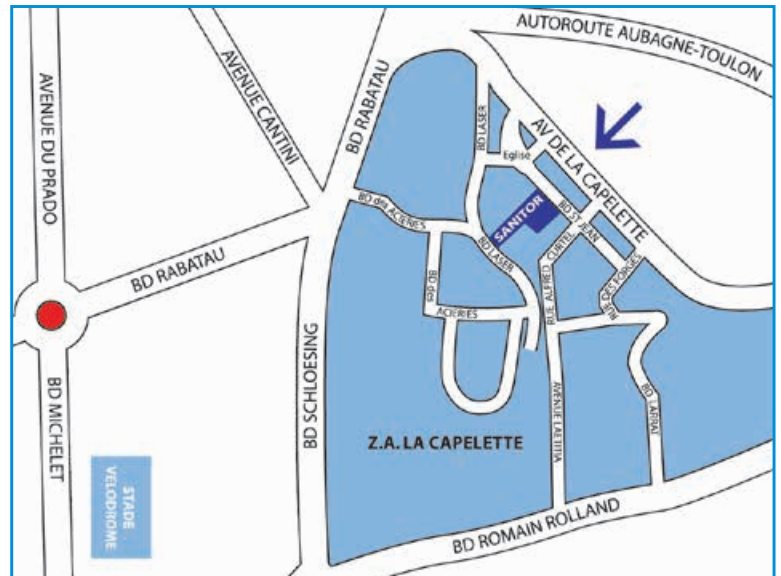 AUTOROUTE AUBAGNE-TOULON
AVENUE DU PRADO
AVENUE CANTINI
BD RABATAU
BD LASER
Eglise
AV DE LA CAPELETTE
BD des ACIERIES
SANITOR
BD ST JEAN
BD LASER
RUE ALFRED CURTEL
RUE DES FORGES
BD RABATAU
BD des
ACIERIES
BD SCHLOESING
BD MICHELET
AVENUE LAETITIA
BD LARRAT
Z.A. LA CAPELETTE
STADE
VELODROME
BD ROMAIN ROLLAND